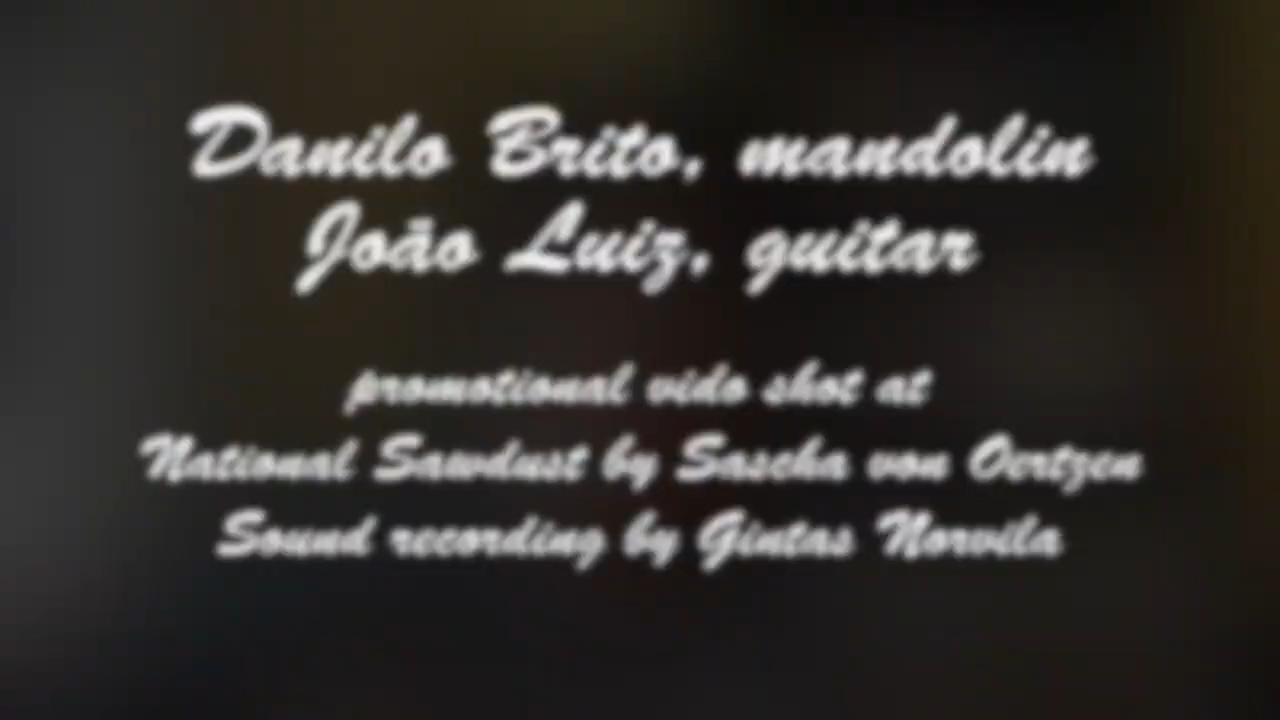 Danilo Brito, mandolin
João Luiz, guitar
promotional vido shot at
National Sawdust by Sascha von Oertzen
Sound recording by Gintas Norvila